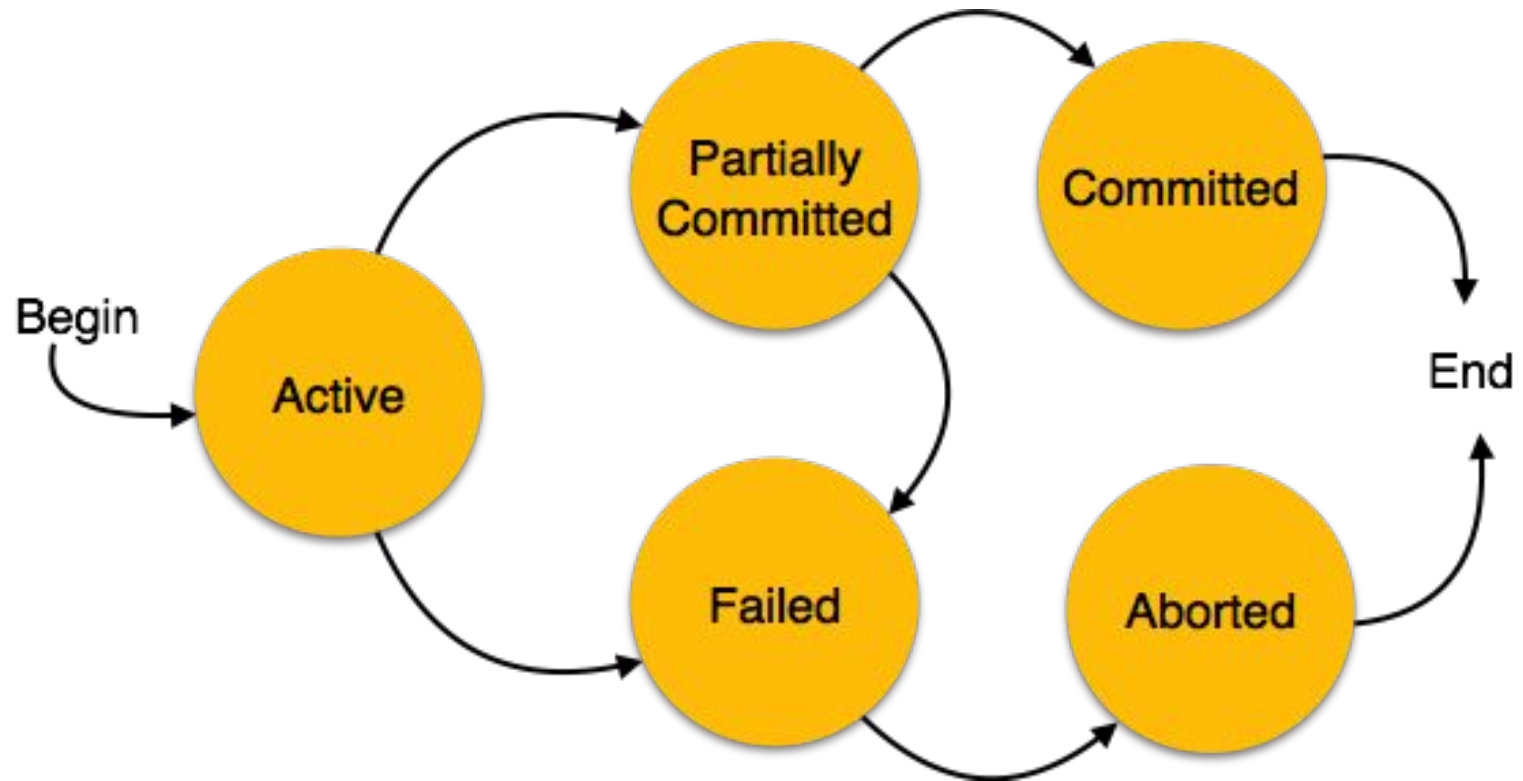 Begin
Active
Partially
Committed
Committed
Failed
Aborted
End